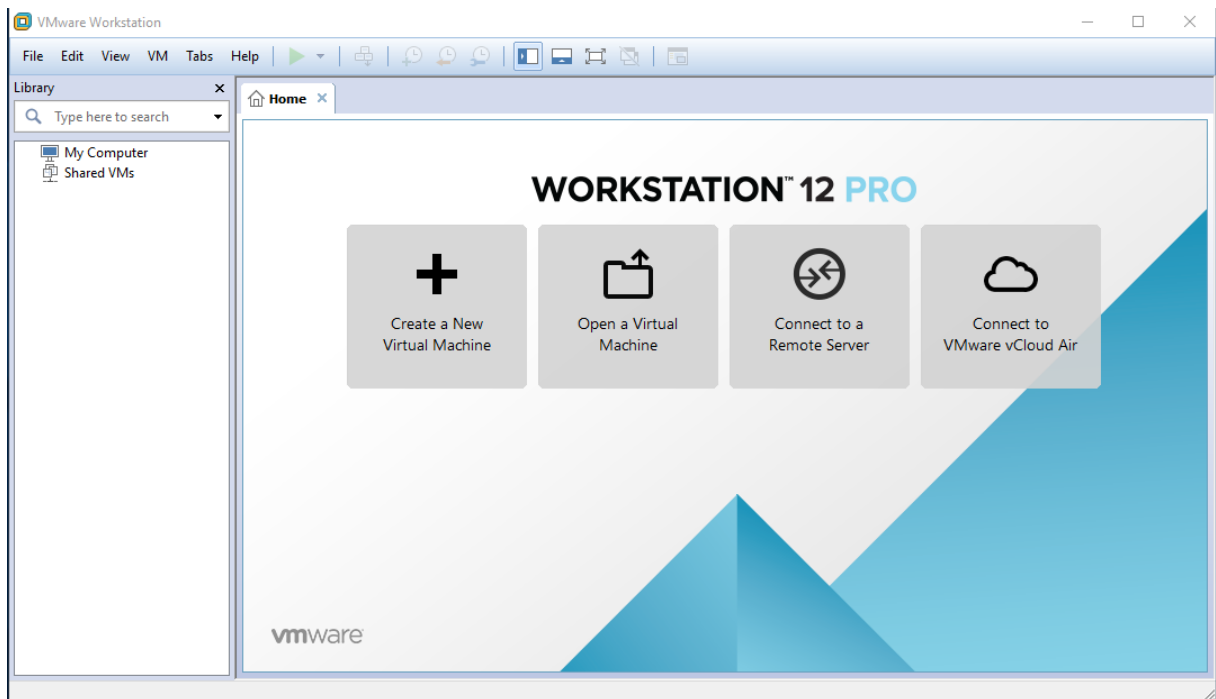 VMware Workstation
File Edit View VM Tabs Help
Library
Home
Type here to search
My Computer
Shared VMs
WORKSTATION™ 12 PRO
Create a New
Virtual Machine
Open a Virtual
Machine
Connect to a
Remote Server
Connect to
VMware vCloud Air
vmware